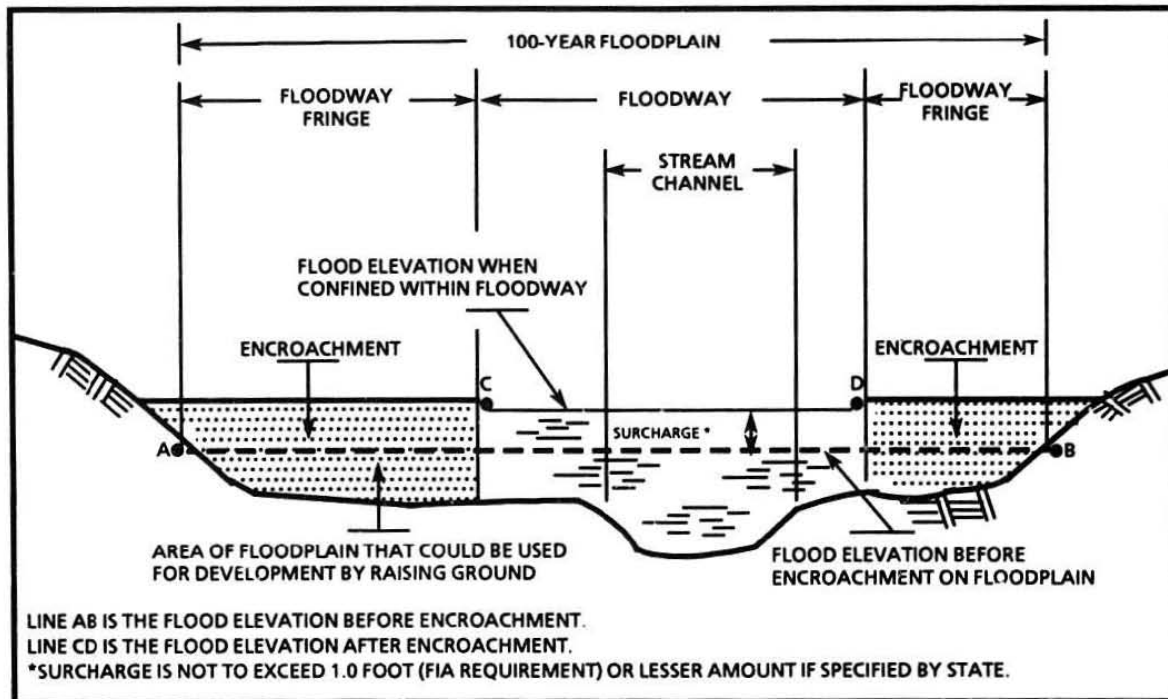 100-YEAR FLOODPLAIN
FLOODWAY
FRINGE
FLOODWAY
FLOODWAY
FRINGE
STREAM
CHANNEL
FLOOD ELEVATION WHEN
CONFINED WITHIN FLOODWAY
ENCROACHMENT
ENCROACHMENT
C
D
SURCHARGE *
A
B
AREA OF FLOODPLAIN THAT COULD BE USED
FOR DEVELOPMENT BY RAISING GROUND
FLOOD ELEVATION BEFORE
ENCROACHMENT ON FLOODPLAIN
LINE AB IS THE FLOOD ELEVATION BEFORE ENCROACHMENT.
LINE CD IS THE FLOOD ELEVATION AFTER ENCROACHMENT.
*SURCHARGE IS NOT TO EXCEED 1.0 FOOT (FIA REQUIREMENT) OR LESSER AMOUNT IF SPECIFIED BY STATE.